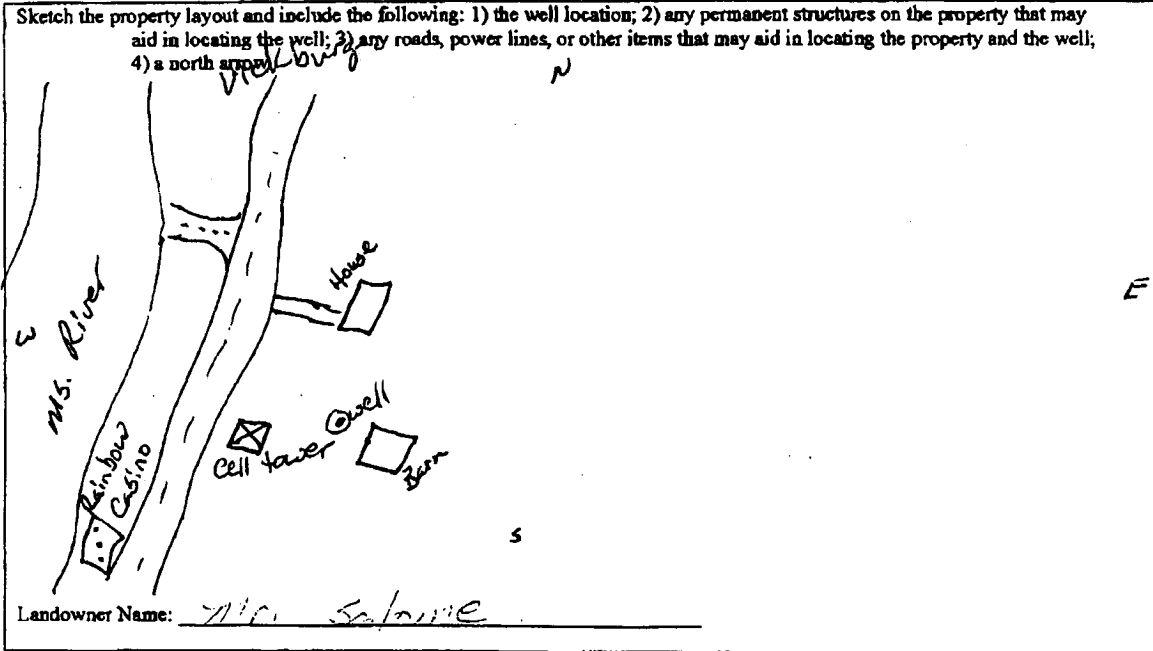 Sketch the property layout and include the following: 1) the well location; 2) any permanent structures on the property that may
aid in locating the well; 3) any roads, power lines, or other items that may aid in locating the property and the well;
4) a north arrow.
Vicksburg
N
House
E
W
Ms. River
well
Cell tower
Barn
Rainbow
Casino
S
Landowner Name: Mr.